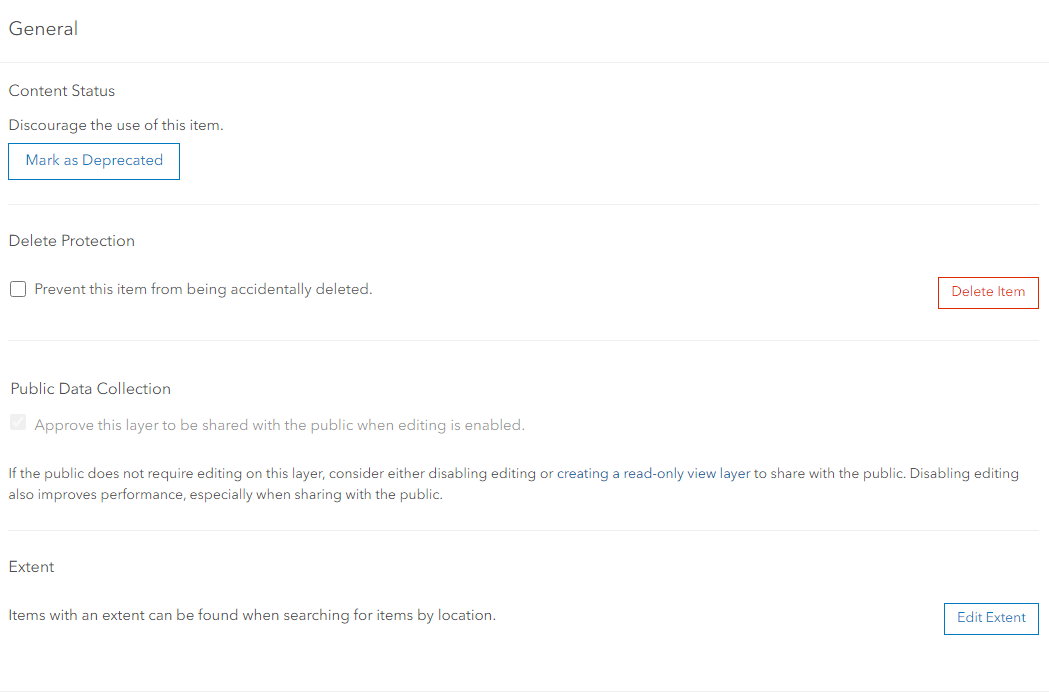 General
Content Status
Discourage the use of this item.
Mark as Deprecated
Delete Protection
Prevent this item from being accidentally deleted.
Delete Item
Public Data Collection
Approve this layer to be shared with the public when editing is enabled.
If the public does not require editing on this layer, consider either disabling editing or creating a read-only view layer to share with the public. Disabling editing
also improves performance, especially when sharing with the public.
Extent
Items with an extent can be found when searching for items by location.
Edit Extent